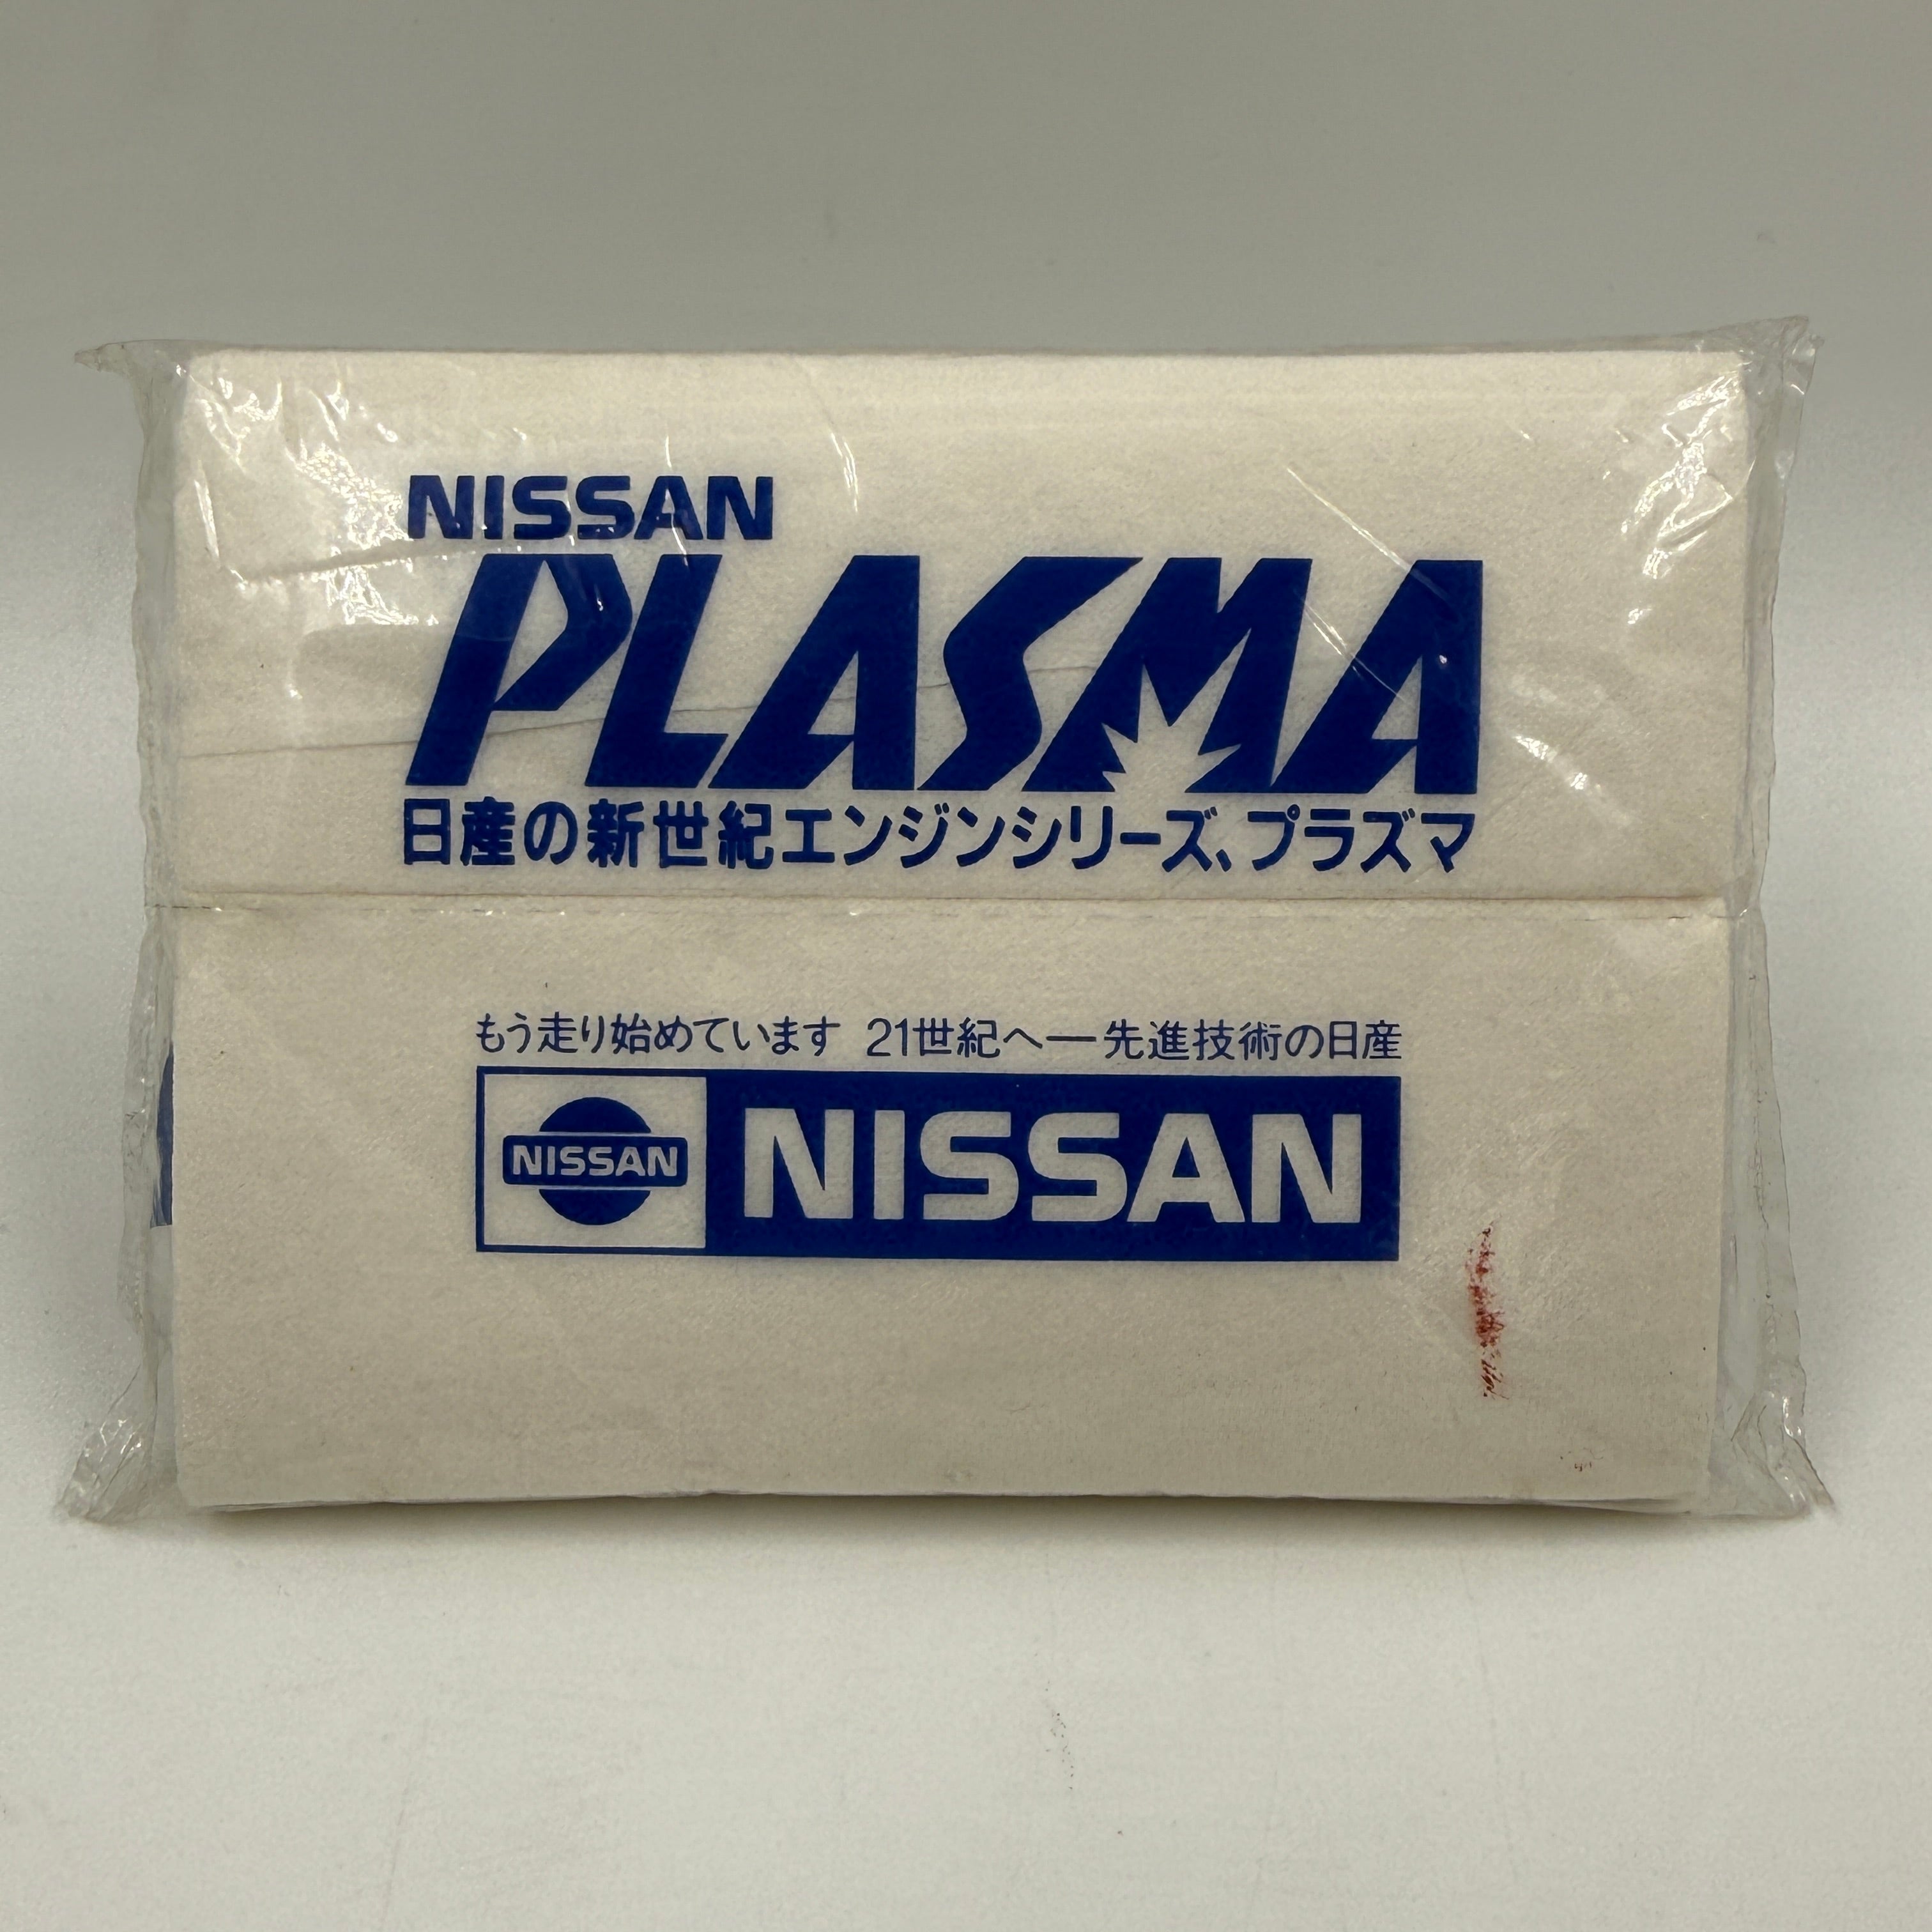 NISSAN
PLASMA
日産の新世紀エンジンシリーズ、プラズマ
もう走り始めています 21世紀へ―先進技術の日産
NISSAN NISSAN